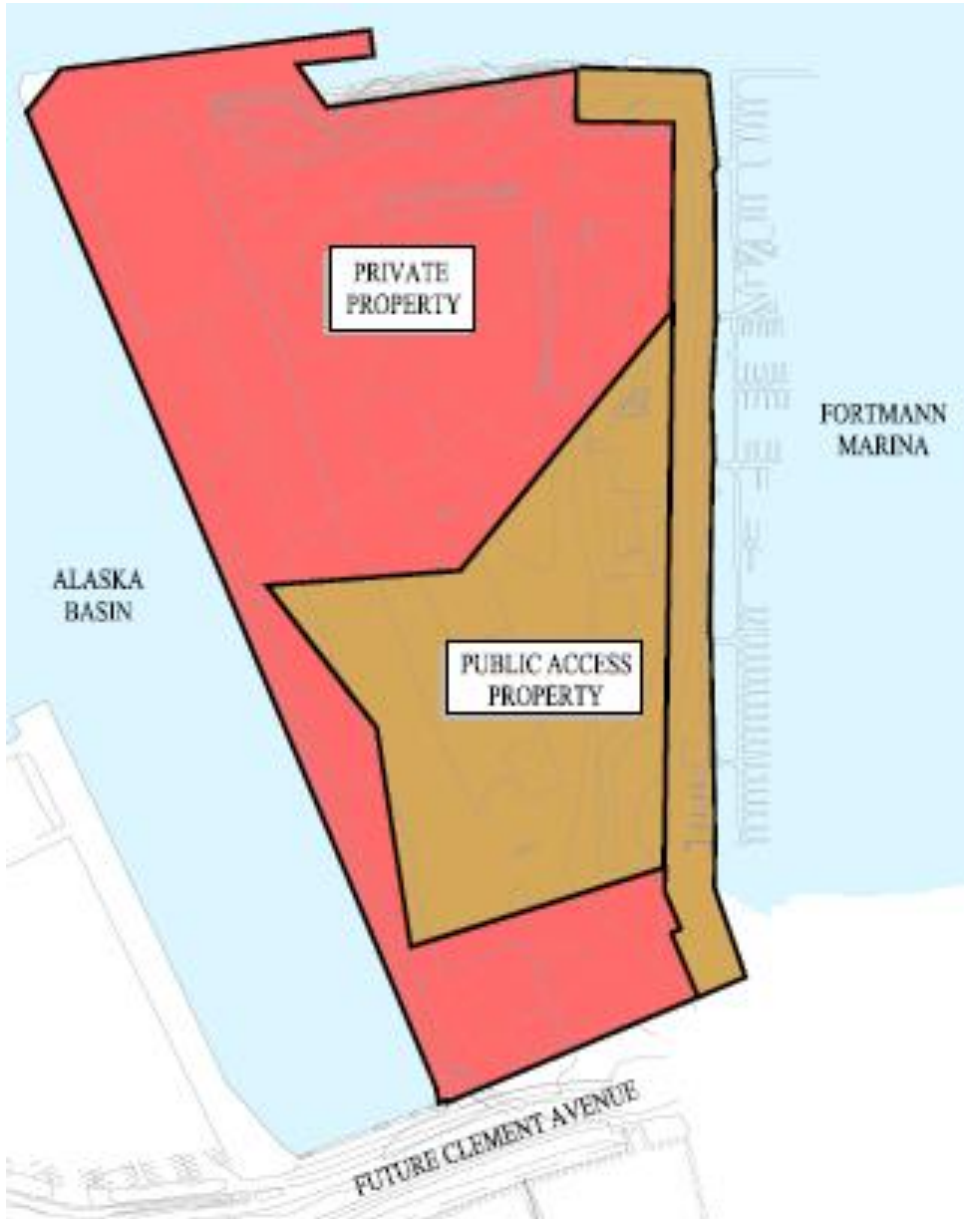 PRIVATE
PROPERTY
FORTMANN
MARINA
ALASKA
BASIN
PUBLIC ACCESS
PROPERTY
FUTURE CLEMENT AVENUE